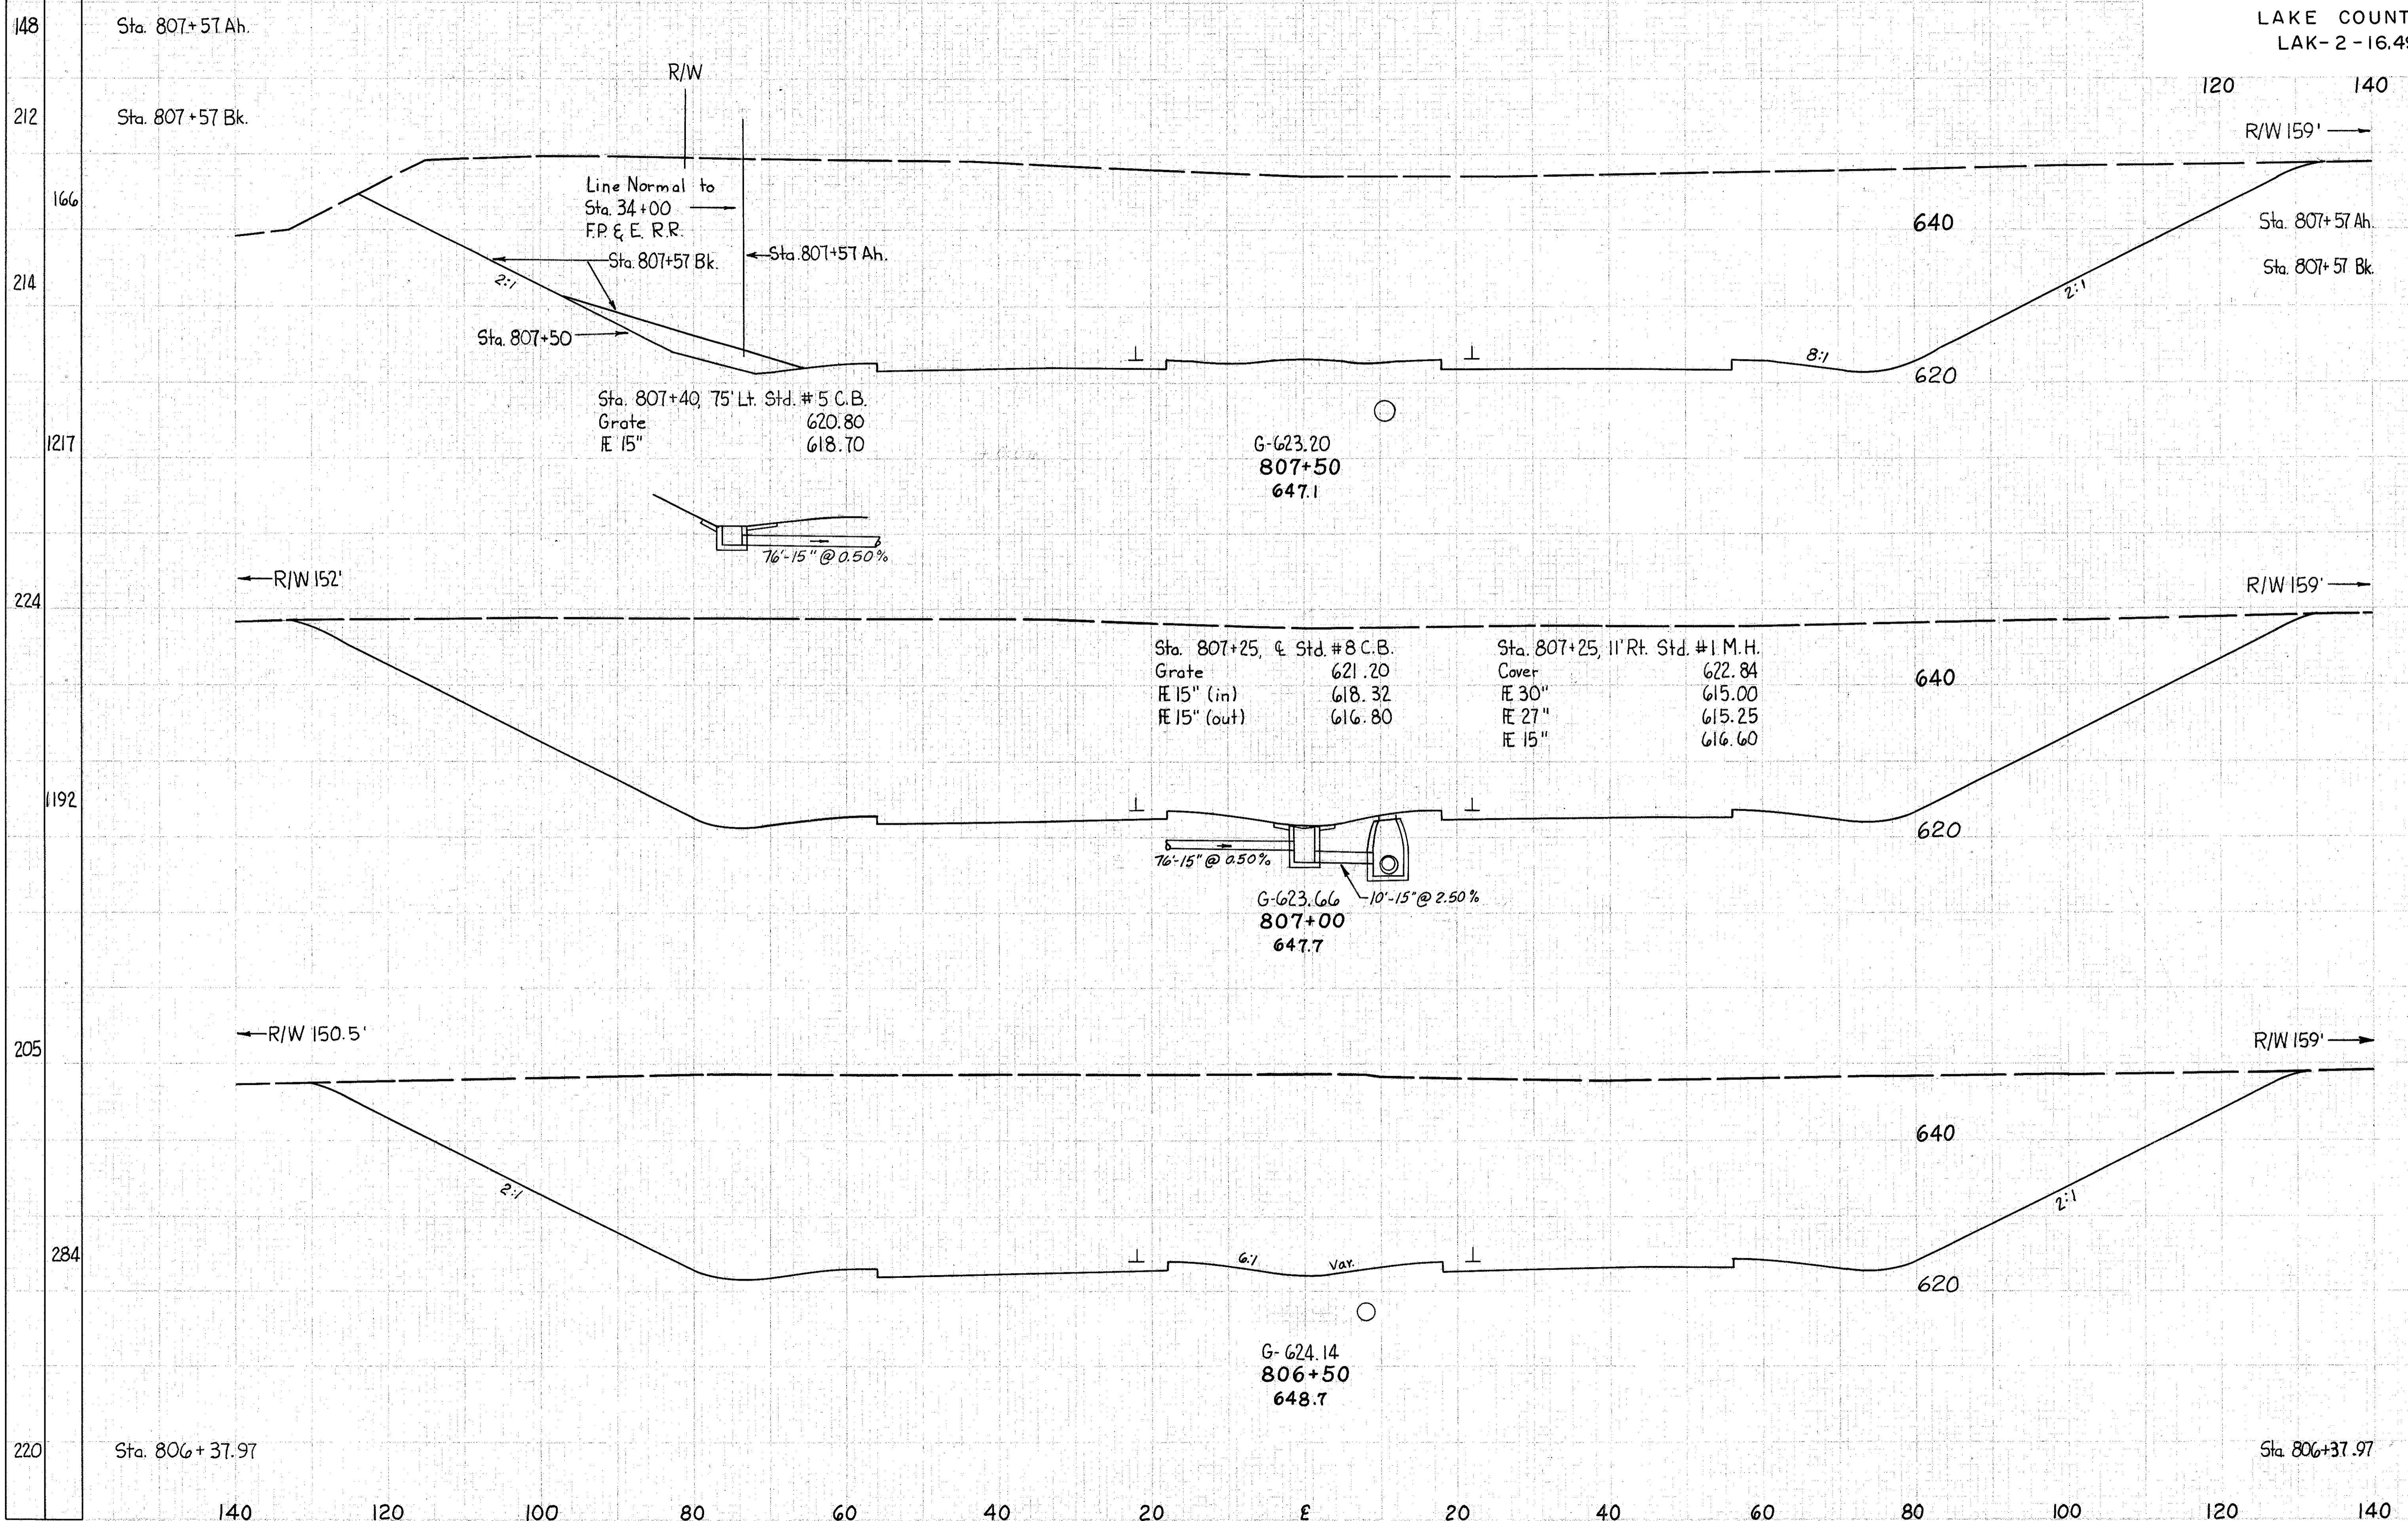 LAKE COUNT
LAK-2-16.49
148
Sta. 807+57 Ah.
R/W
120 140
212
Sta. 807+57 Bk.
R/W 159'
166
Line Normal to
Sta. 34+00
F.P. & E. R.R.
640
Sta. 807+57 Ah.
Sta. 807+57 Bk.
Sta. 807+57 Ah.
Sta. 807+57 Bk.
214
2:1
2:1
Sta. 807+50
8:1
620
Sta. 807+40, 75' Lt. Std. #5 C.B.
Grate 620.80
FE 15" 618.70
1217
G-623.20
807+50
647.1
76'-15" @ 0.50%
R/W 152'
R/W 159'
224
Sta. 807+25, ℄ Std. #8 C.B.
Grate 621.20
FE 15" (in) 618.32
FE 15" (out) 616.80
Sta. 807+25, 11' Rt. Std. #1 M.H.
Cover 622.84
FE 30" 615.00
FE 27" 615.25
FE 15" 616.60
640
1192
620
76'-15" @ 0.50%
10'-15" @ 2.50%
G-623.66
807+00
647.7
R/W 150.5'
R/W 159'
205
640
2:1
2:1
284
6:1
Var.
620
G-624.14
806+50
648.7
220
Sta. 806+37.97
Sta. 806+37.97
140 120 100 80 60 40 20 ℄ 20 40 60 80 100 120 140